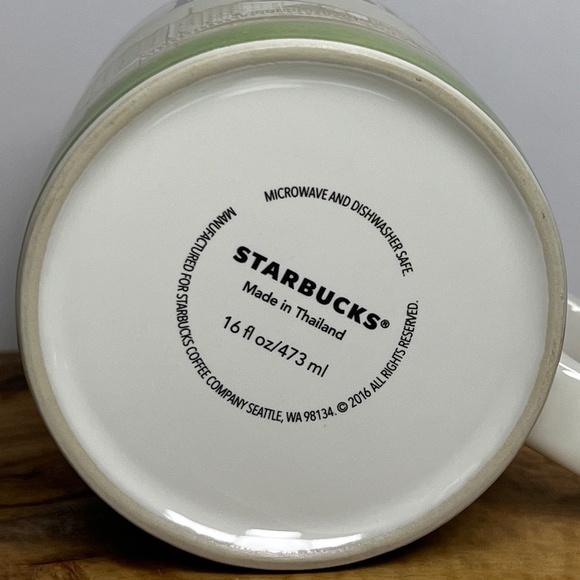 MICROWAVE AND DISHWASHER SAFE.
STARBUCKS®
Made in Thailand
16 fl oz/473 ml
MANUFACTURED FOR STARBUCKS COFFEE COMPANY SEATTLE, WA 98134. © 2016 ALL RIGHTS RESERVED.